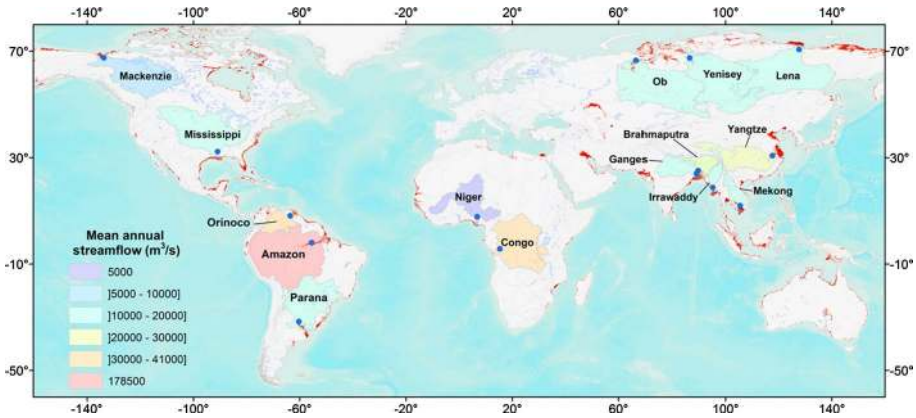 -140° -100° -60° -20° 20° 60° 100° 140°
70° 70°
Mackenzie
Ob
Yenisey
Lena
Mississippi
Brahmaputra
Yangtze
30° 30°
Ganges
Irrawaddy
Mekong
Niger
Orinoco
Congo
Amazon
Parana
-10° -10°
Mean annual
streamflow (m³/s)
5000
]5000 - 10000]
]10000 - 20000]
]20000 - 30000]
]30000 - 41000]
178500
-50° -50°
-140° -100° -60° -20° 20° 60° 100° 140°